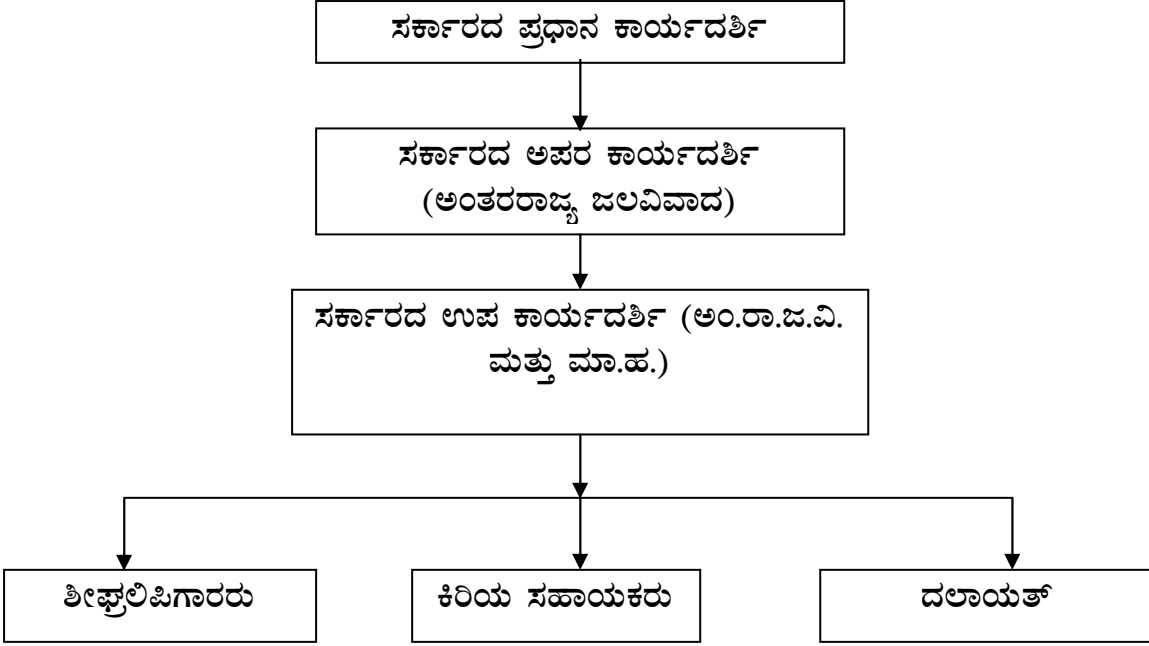 ಸರ್ಕಾರದ ಪ್ರಧಾನ ಕಾರ್ಯದರ್ಶಿ
ಸರ್ಕಾರದ ಅಪರ ಕಾರ್ಯದರ್ಶಿ
(ಅಂತರರಾಜ್ಯ ಜಲವಿವಾದ)
ಸರ್ಕಾರದ ಉಪ ಕಾರ್ಯದರ್ಶಿ (ಅಂ.ರಾ.ಜ.ವಿ.
ಮತ್ತು ಮಾ.ಹ.)
ಶೀಘ್ರಲಿಪಿಗಾರರು
ಕಿರಿಯ ಸಹಾಯಕರು
ದಲಾಯತ್